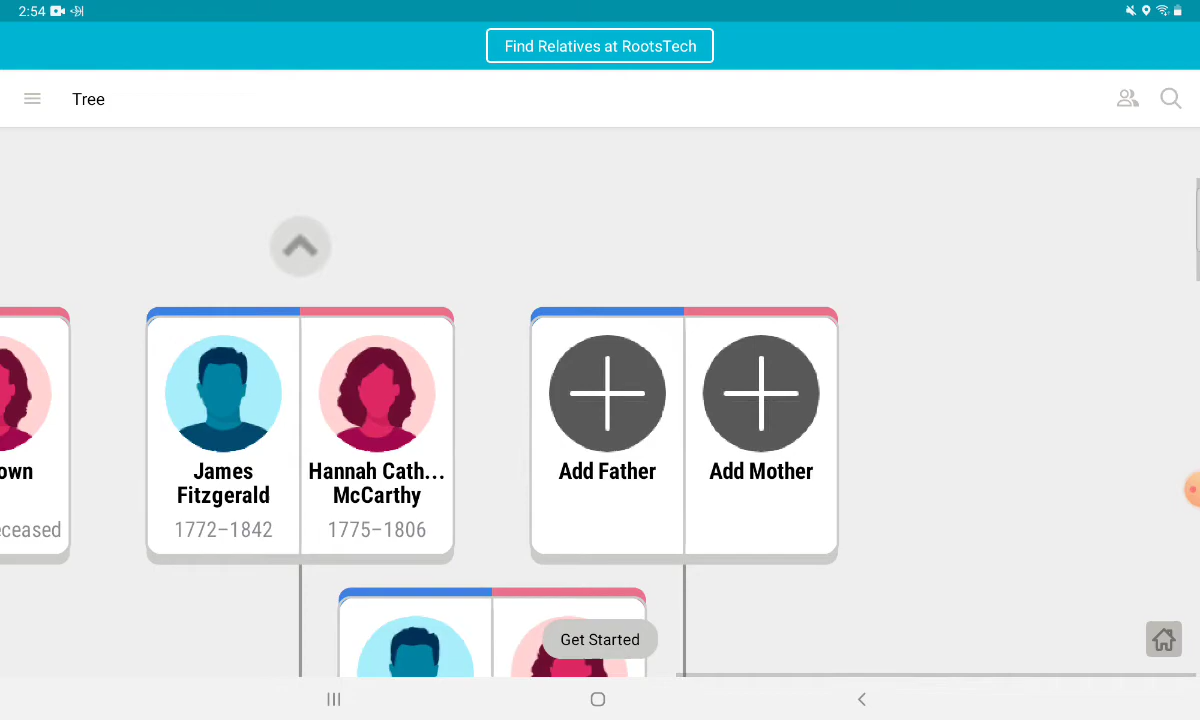 2:54
Find Relatives at RootsTech
Tree
own
eceased
James
Fitzgerald
1772–1842
Hannah Cath...
McCarthy
1775–1806
Add Father
Add Mother
Get Started